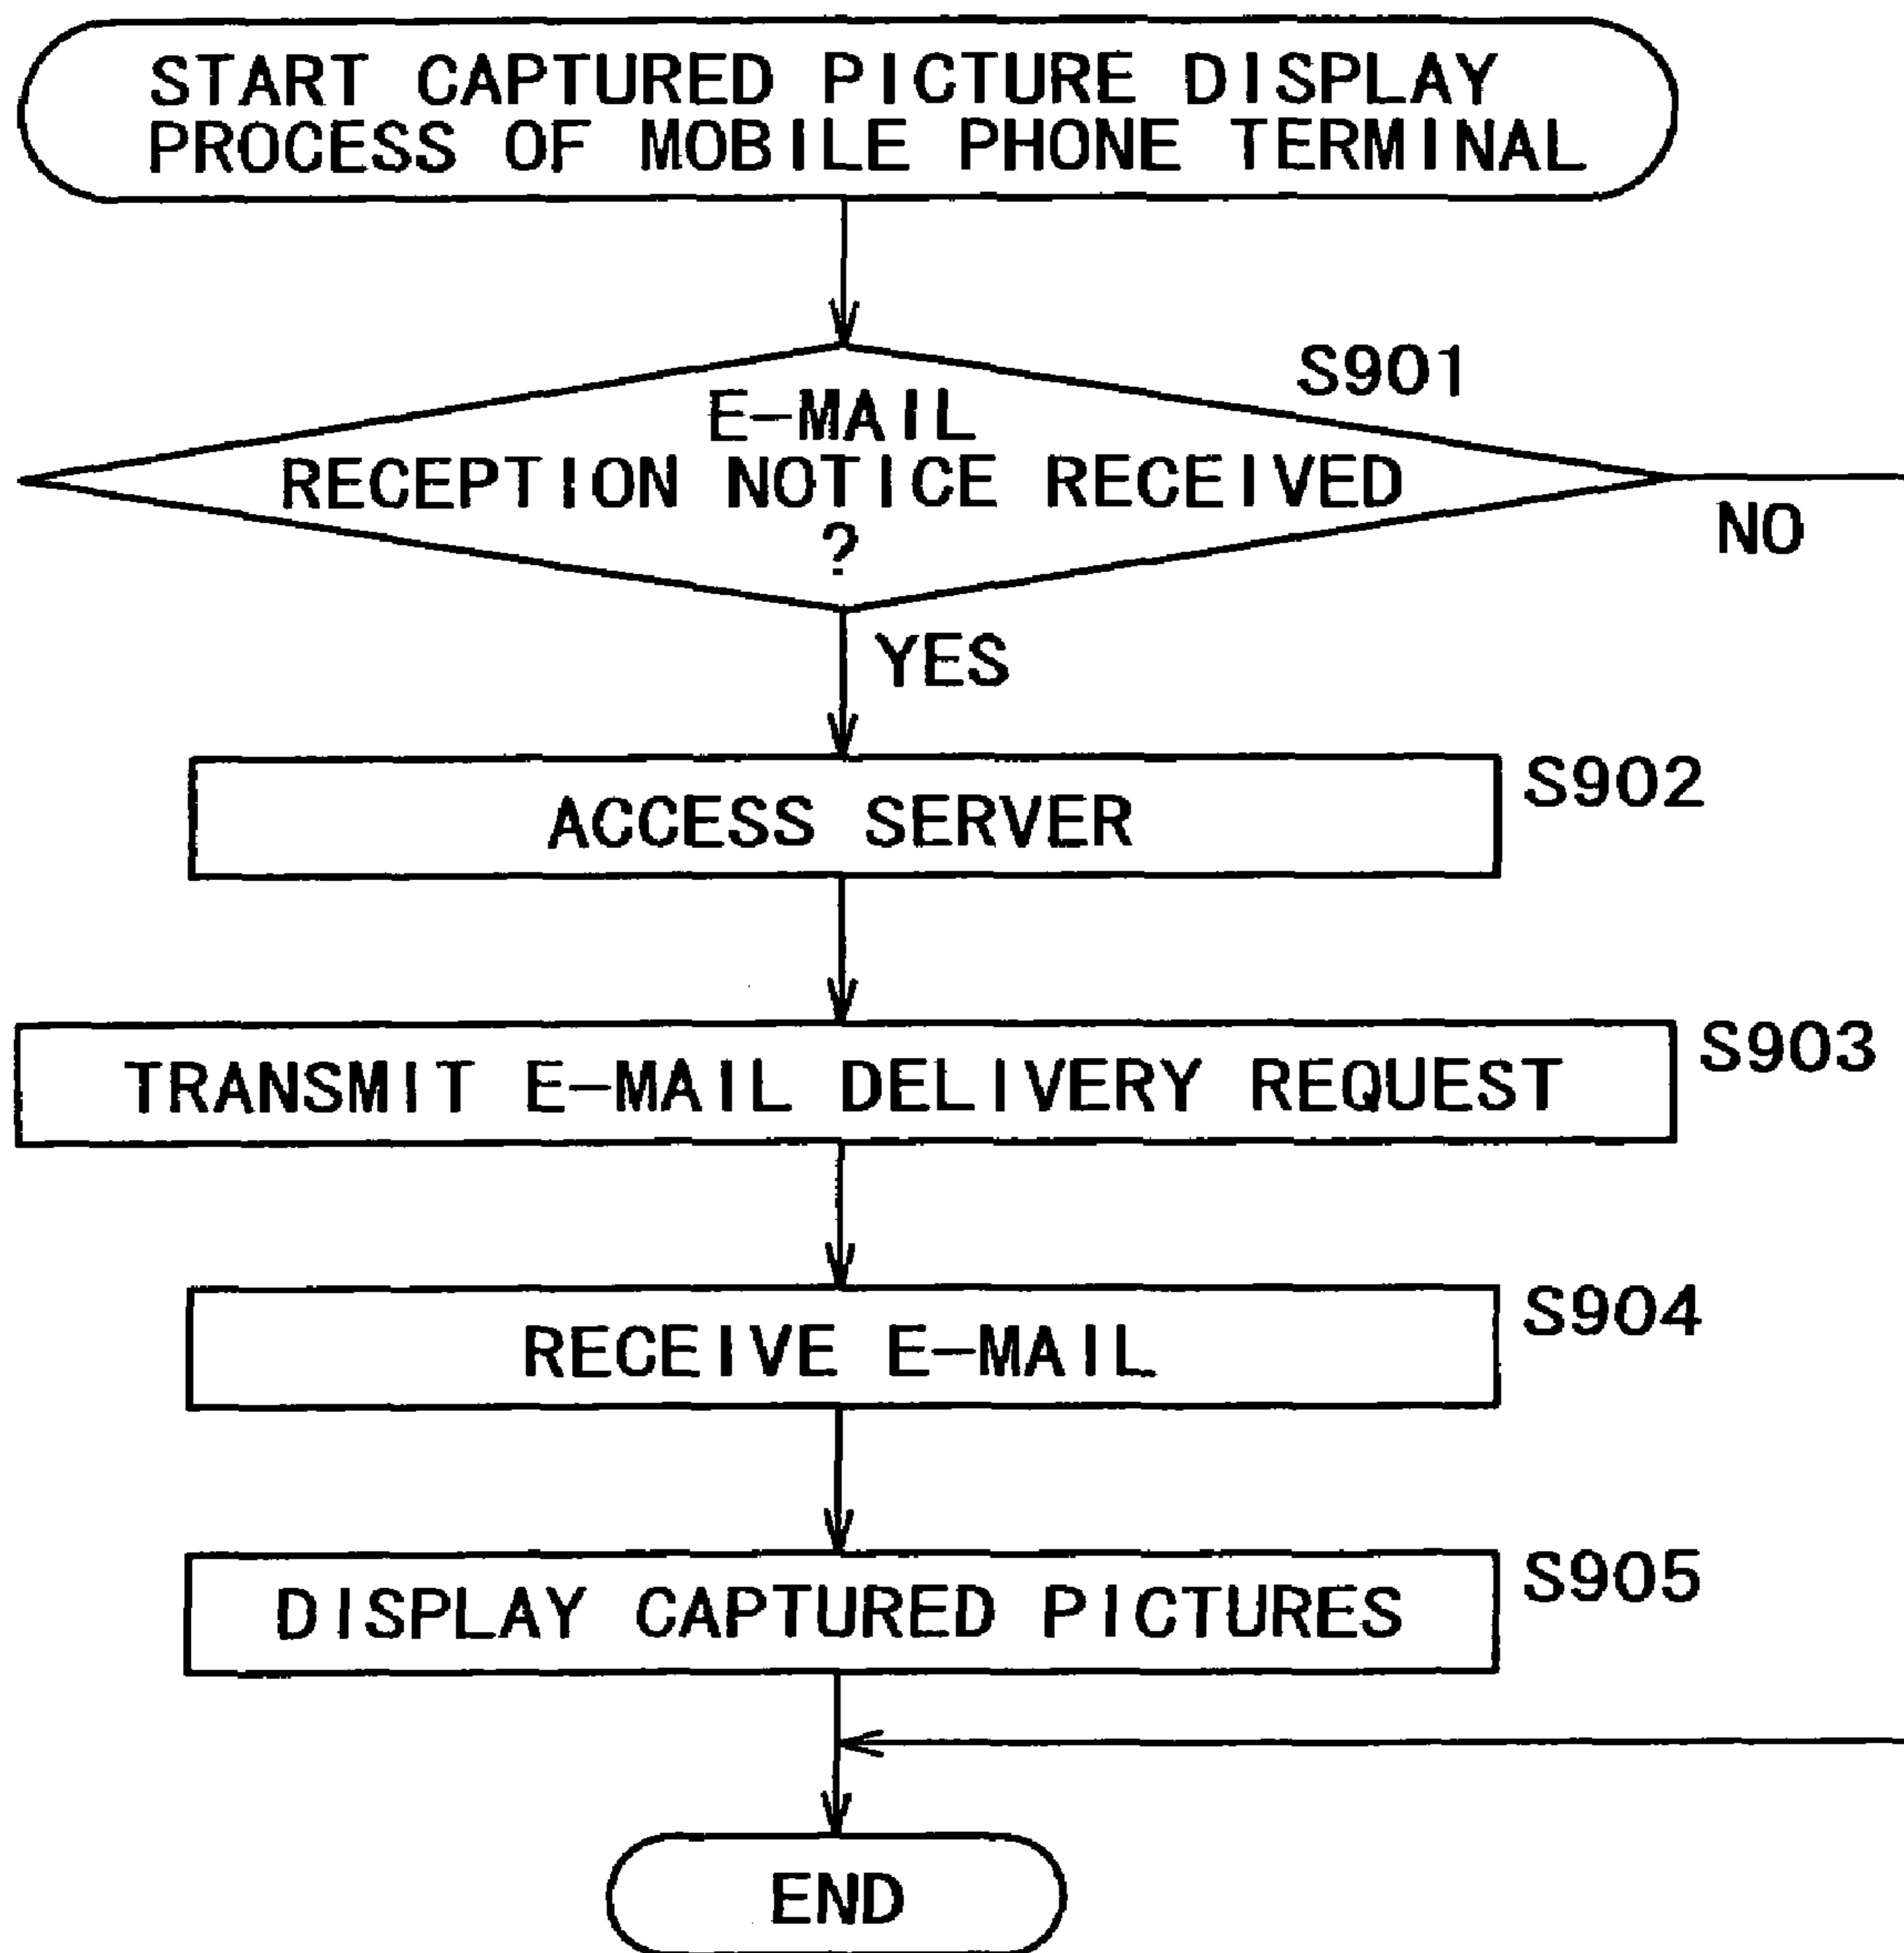 START CAPTURED PICTURE DISPLAY
PROCESS OF MOBILE PHONE TERMINAL
S901
E-MAIL
RECEPTION NOTICE RECEIVED
?
NO
YES
S902
ACCESS SERVER
S903
TRANSMIT E-MAIL DELIVERY REQUEST
S904
RECEIVE E-MAIL
S905
DISPLAY CAPTURED PICTURES
END